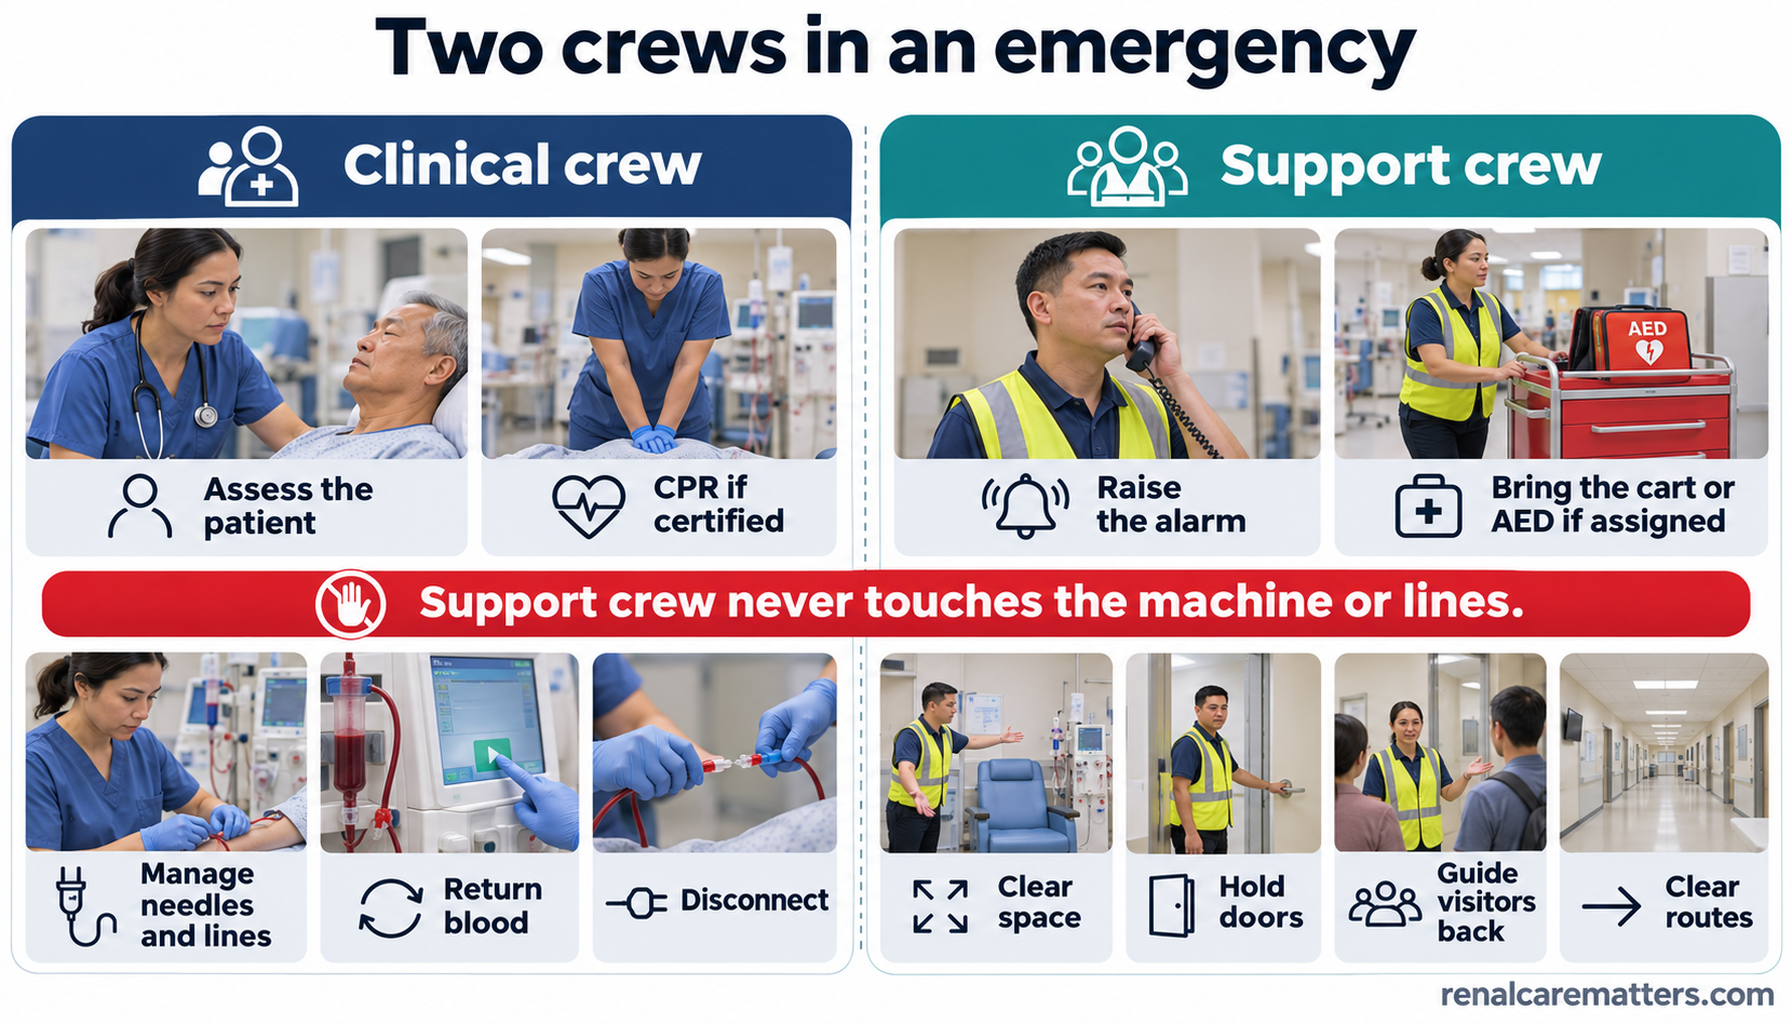 Two crews in an emergency
Clinical crew
Support crew
Assess the
patient
CPR if
certified
Raise
the alarm
AED
Bring the cart or
AED if assigned
Support crew never touches the machine or lines.
Manage
needles
and lines
Return
blood
Disconnect
Clear
space
Hold
doors
Guide
visitors
back
Clear
routes
renalcarematters.com